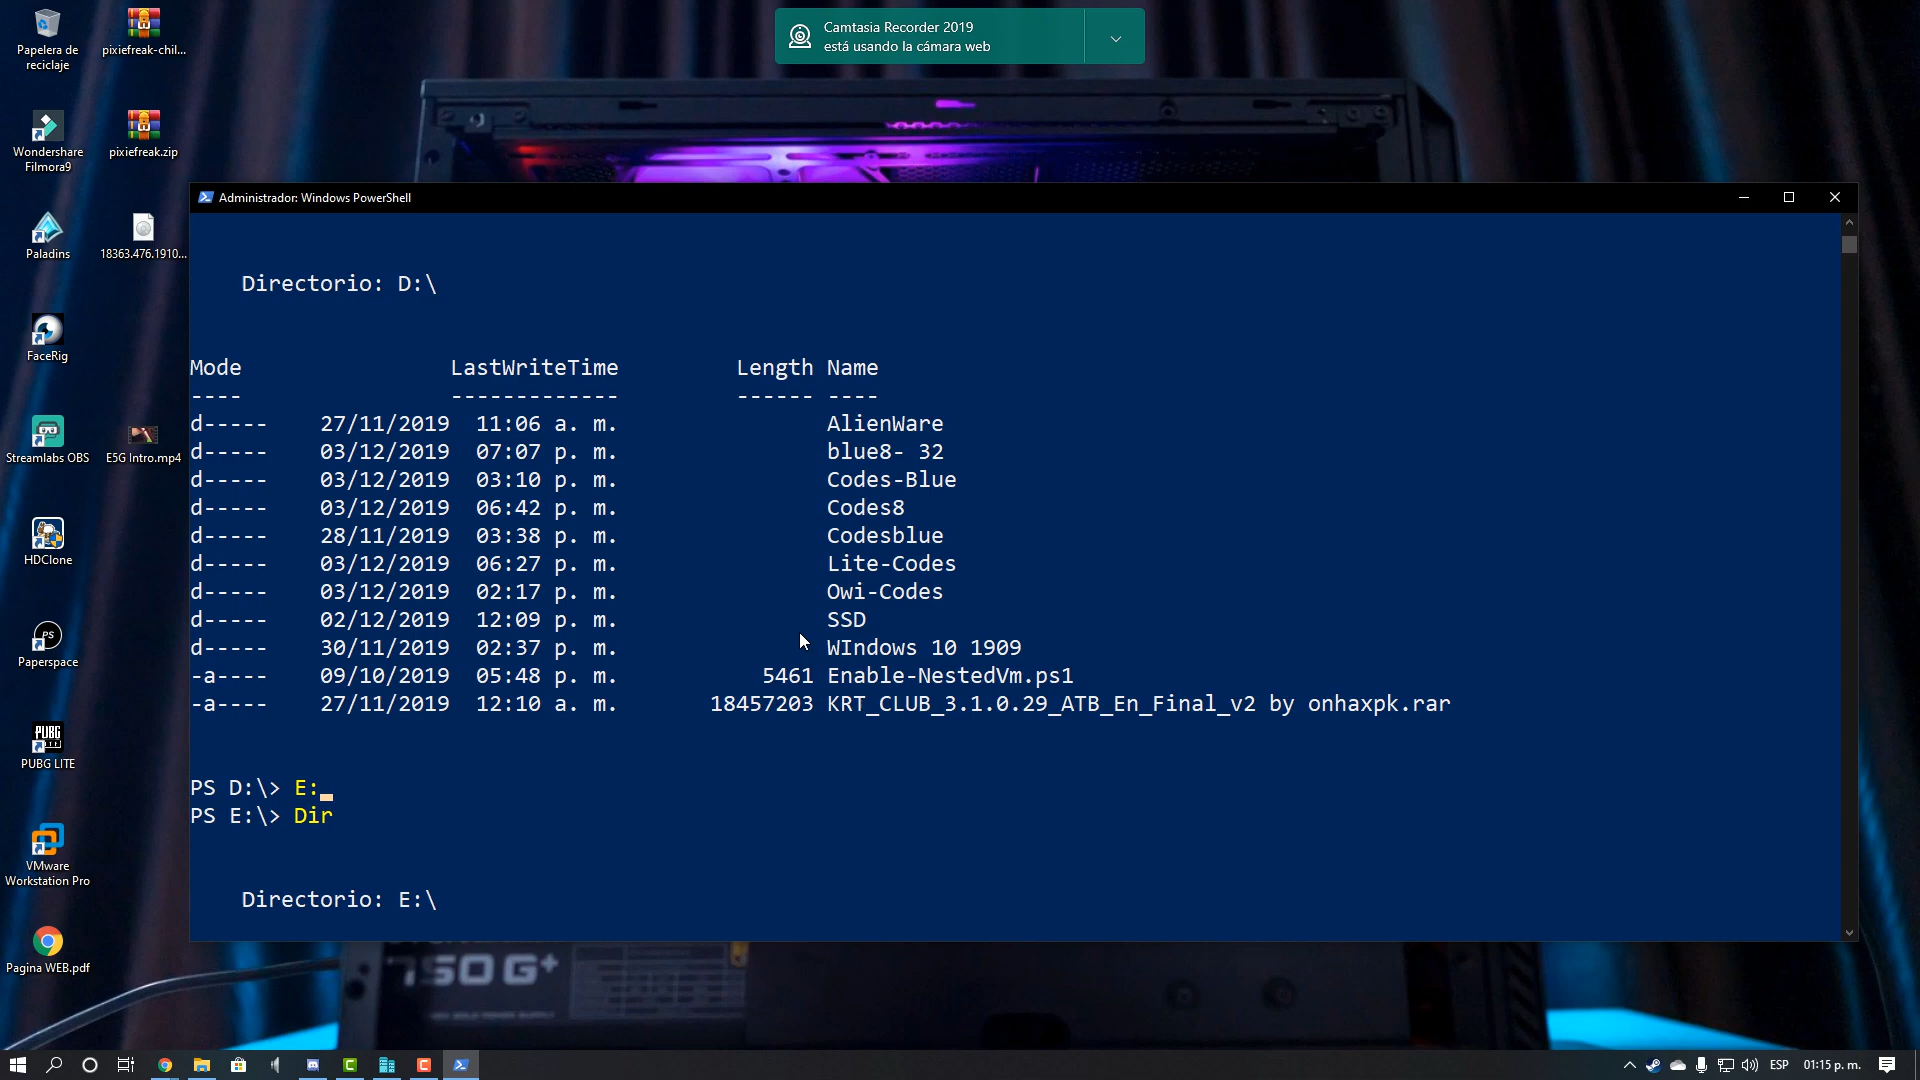 Papelera de
reciclaje
pixiefreak-chil...
Camtasia Recorder 2019
está usando la cámara web
Wondershare
Filmora9
pixiefreak.zip
Paladins
18363.476.1910...
FaceRig
Streamlabs OBS
E5G Intro.mp4
HDClone
PS
Paperspace
PUBG
LITE
PUBG LITE
VMware
Workstation Pro
Pagina WEB.pdf
Administrador: Windows PowerShell
Directorio: D:\
Mode LastWriteTime Length Name
---- ------------- ------ ----
d----- 27/11/2019 11:06 a. m. AlienWare
d----- 03/12/2019 07:07 p. m. blue8- 32
d----- 03/12/2019 03:10 p. m. Codes-Blue
d----- 03/12/2019 06:42 p. m. Codes8
d----- 28/11/2019 03:38 p. m. Codesblue
d----- 03/12/2019 06:27 p. m. Lite-Codes
d----- 03/12/2019 02:17 p. m. Owi-Codes
d----- 02/12/2019 12:09 p. m. SSD
d----- 30/11/2019 02:37 p. m. WIndows 10 1909
-a---- 09/10/2019 05:48 p. m. 5461 Enable-NestedVm.ps1
-a---- 27/11/2019 12:10 a. m. 18457203 KRT_CLUB_3.1.0.29_ATB_En_Final_v2 by onhaxpk.rar
PS D:\> E:
PS E:\> Dir
Directorio: E:\
750G+
ESP 01:15 p. m.